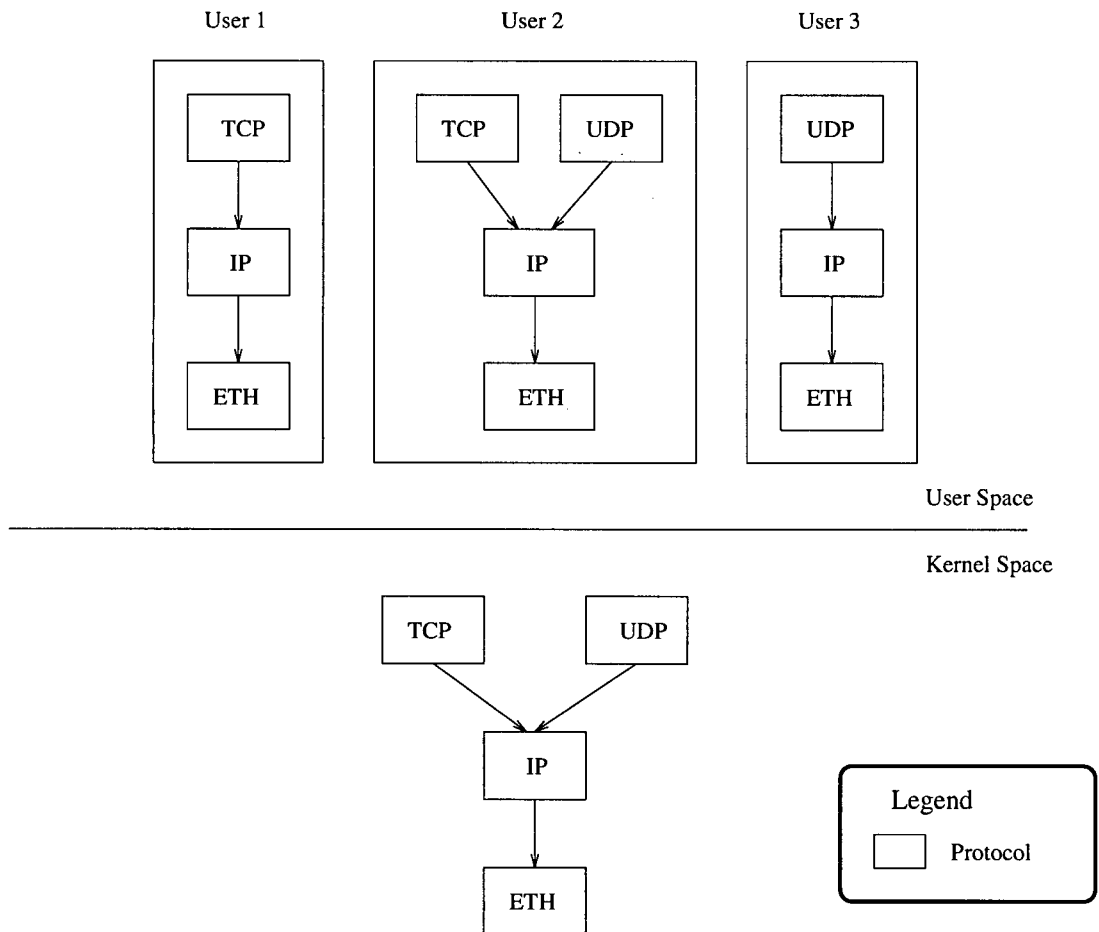 User 1
User 2
User 3
TCP
TCP
UDP
UDP
IP
IP
IP
ETH
ETH
ETH
User Space
Kernel Space
TCP
UDP
IP
ETH
Legend
Protocol